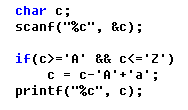 char c;
scanf("%c", &c);
if(c>='A' && c<='Z')
c = c-'A'+'a';
printf("%c", c);